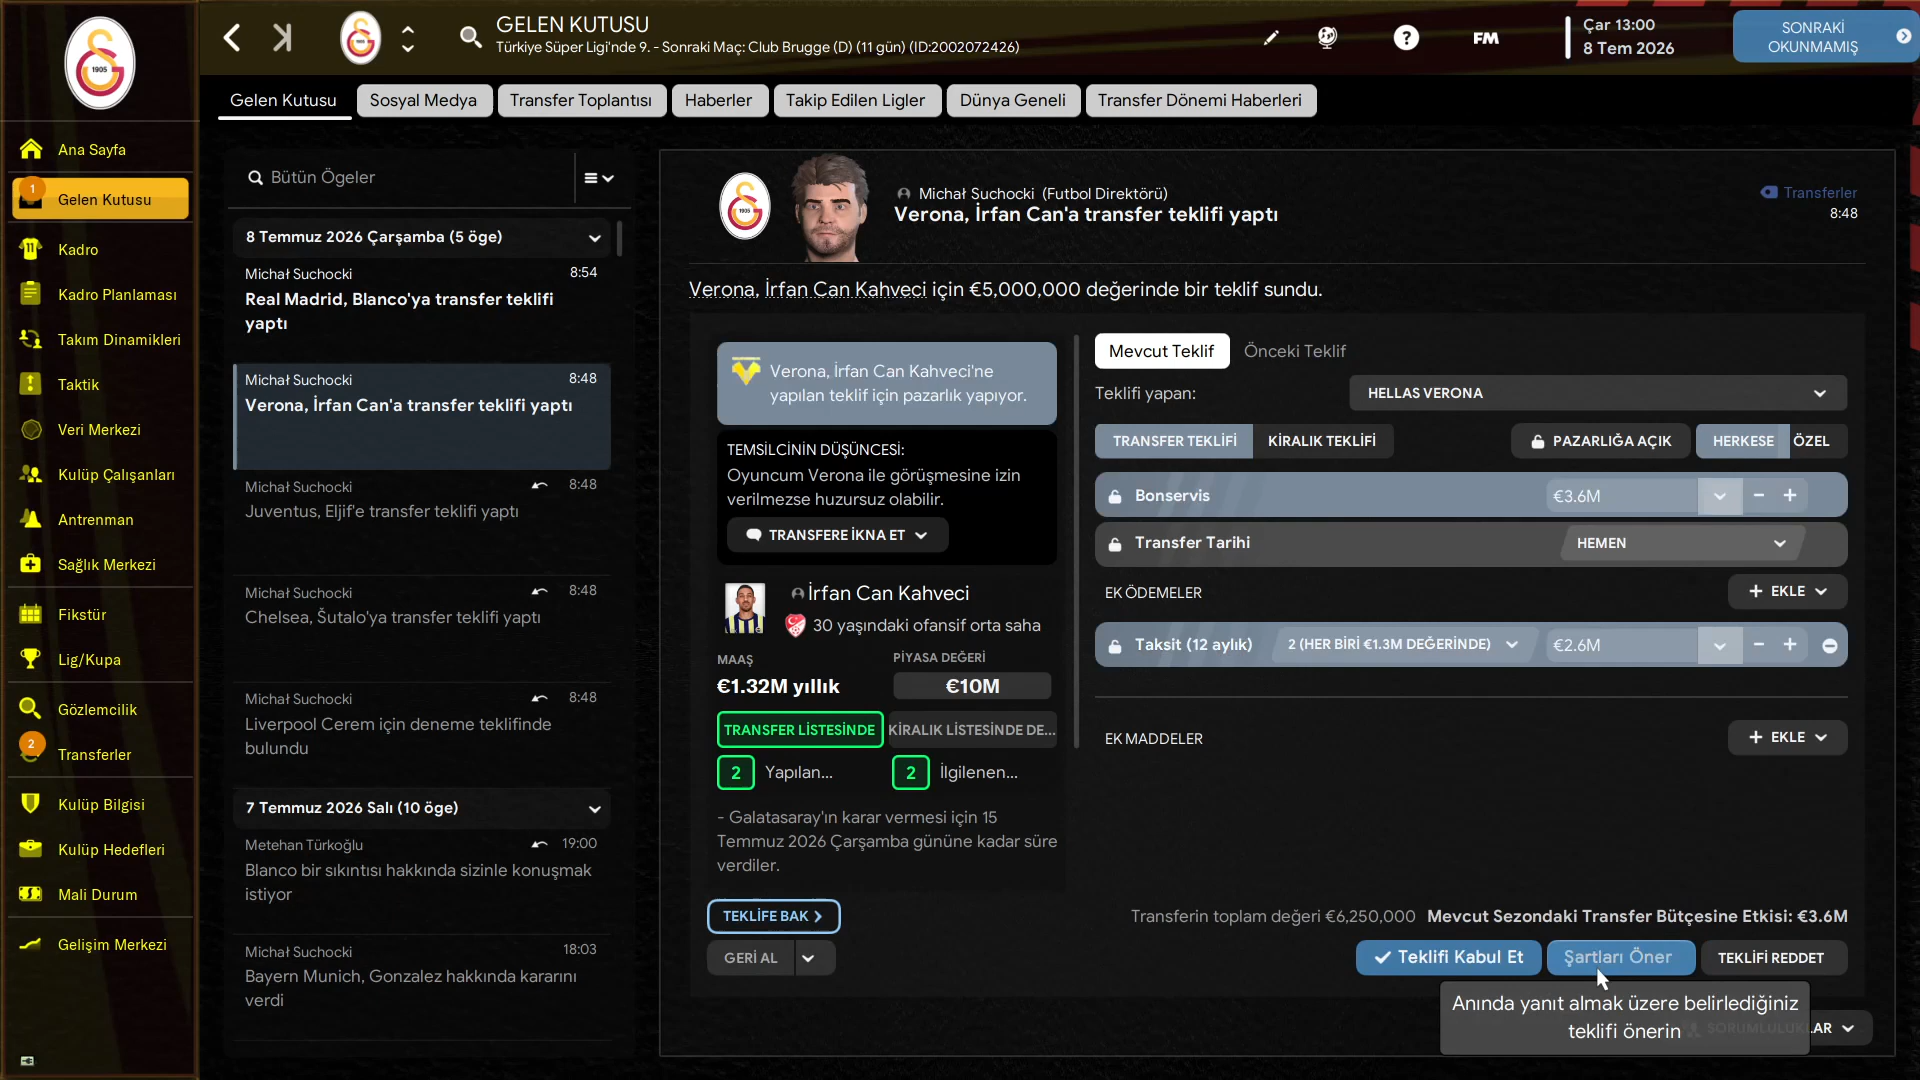 GELEN KUTUSU
Türkiye Süper Ligi'nde 9. - Sonraki Maç: Club Brugge (D) (11 gün) (ID:2002072426)
FM
Çar 13:00
8 Tem 2026
SONRAKİ
OKUNMAMIŞ
1905
Gelen Kutusu
Sosyal Medya
Transfer Toplantısı
Haberler
Takip Edilen Ligler
Dünya Geneli
Transfer Dönemi Haberleri
Ana Sayfa
1
Gelen Kutusu
Kadro
Kadro Planlaması
Takım Dinamikleri
Taktik
Veri Merkezi
Kulüp Çalışanları
Antrenman
Sağlık Merkezi
Fikstür
Lig/Kupa
Gözlemcilik
2
Transferler
Kulüp Bilgisi
Kulüp Hedefleri
Mali Durum
Gelişim Merkezi
Bütün Ögeler
8 Temmuz 2026 Çarşamba (5 öge)
Michał Suchocki 8:54
Real Madrid, Blanco'ya transfer teklifi
yaptı
Michał Suchocki 8:48
Verona, İrfan Can'a transfer teklifi yaptı
Michał Suchocki 8:48
Juventus, Eljif'e transfer teklifi yaptı
Michał Suchocki 8:48
Chelsea, Šutalo'ya transfer teklifi yaptı
Michał Suchocki 8:48
Liverpool Cerem için deneme teklifinde
bulundu
7 Temmuz 2026 Salı (10 öge)
Metehan Türkoğlu 19:00
Blanco bir sıkıntısı hakkında sizinle konuşmak
istiyor
Michał Suchocki 18:03
Bayern Munich, Gonzalez hakkında kararını
verdi
1905
Michał Suchocki (Futbol Direktörü)
Verona, İrfan Can'a transfer teklifi yaptı
Transferler
8:48
Verona, İrfan Can Kahveci için €5,000,000 değerinde bir teklif sundu.
Verona, İrfan Can Kahveci'ne
yapılan teklif için pazarlık yapıyor.
TEMSİLCİNİN DÜŞÜNCESİ:
Oyuncum Verona ile görüşmesine izin
verilmezse huzursuz olabilir.
TRANSFERE İKNA ET
İrfan Can Kahveci
30 yaşındaki ofansif orta saha
MAAŞ
PİYASA DEĞERİ
€1.32M yıllık
€10M
TRANSFER LİSTESİNDE
KİRALIK LİSTESİNDE DE...
2 Yapılan...
2 İlgilenen...
- Galatasaray'ın karar vermesi için 15
Temmuz 2026 Çarşamba gününe kadar süre
verdiler.
TEKLİFE BAK
GERİ AL
Mevcut Teklif
Önceki Teklif
Teklifi yapan:
HELLAS VERONA
TRANSFER TEKLİFİ
KİRALIK TEKLİFİ
PAZARLIĞA AÇIK
HERKESE
ÖZEL
Bonservis
€3.6M
Transfer Tarihi
HEMEN
EK ÖDEMELER
EKLE
Taksit (12 aylık)
2 (HER BİRİ €1.3M DEĞERİNDE)
€2.6M
EK MADDELER
EKLE
Transferin toplam değeri €6,250,000 Mevcut Sezondaki Transfer Bütçesine Etkisi: €3.6M
Teklifi Kabul Et
Şartları Öner
TEKLİFİ REDDET
Anında yanıt almak üzere belirlediğiniz
teklifi önerin
SORUMLULUKLAR